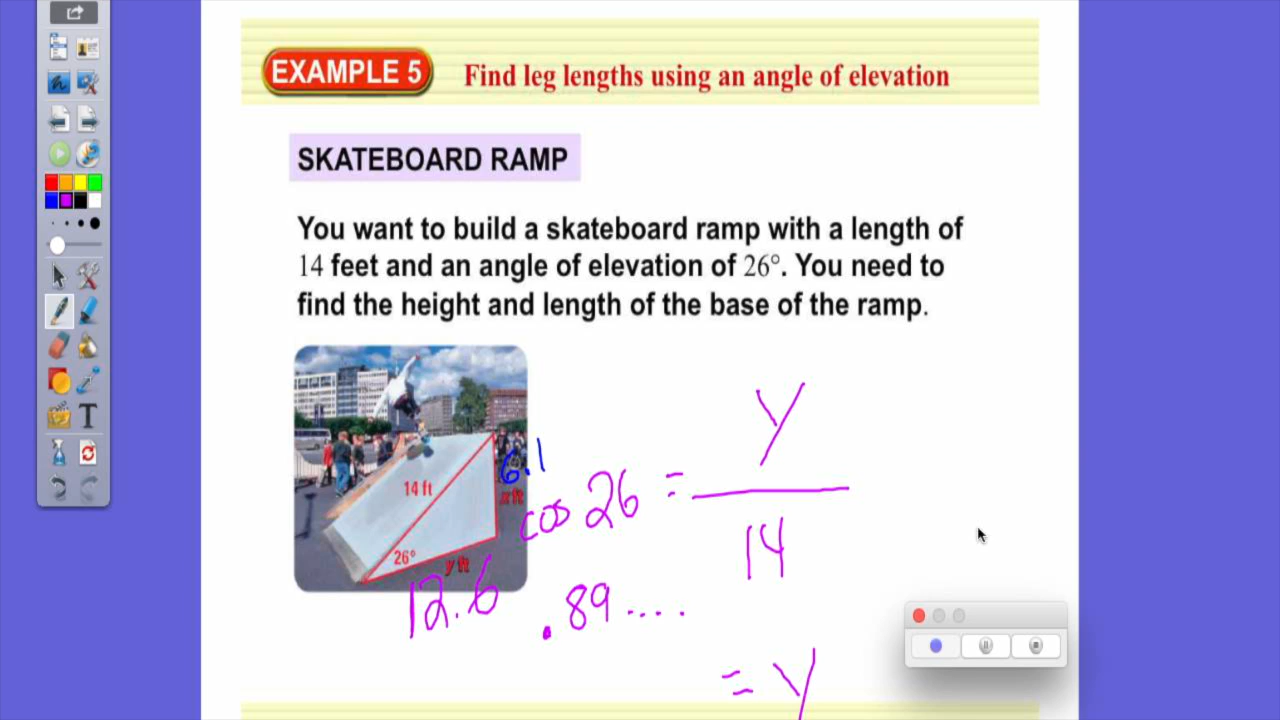 EXAMPLE 5 Find leg lengths using an angle of elevation
SKATEBOARD RAMP
You want to build a skateboard ramp with a length of
14 feet and an angle of elevation of 26°. You need to
find the height and length of the base of the ramp.
14 ft
6.1
x ft
26°
y ft
12.6
cos 26 = y
14
.89....
= y
T